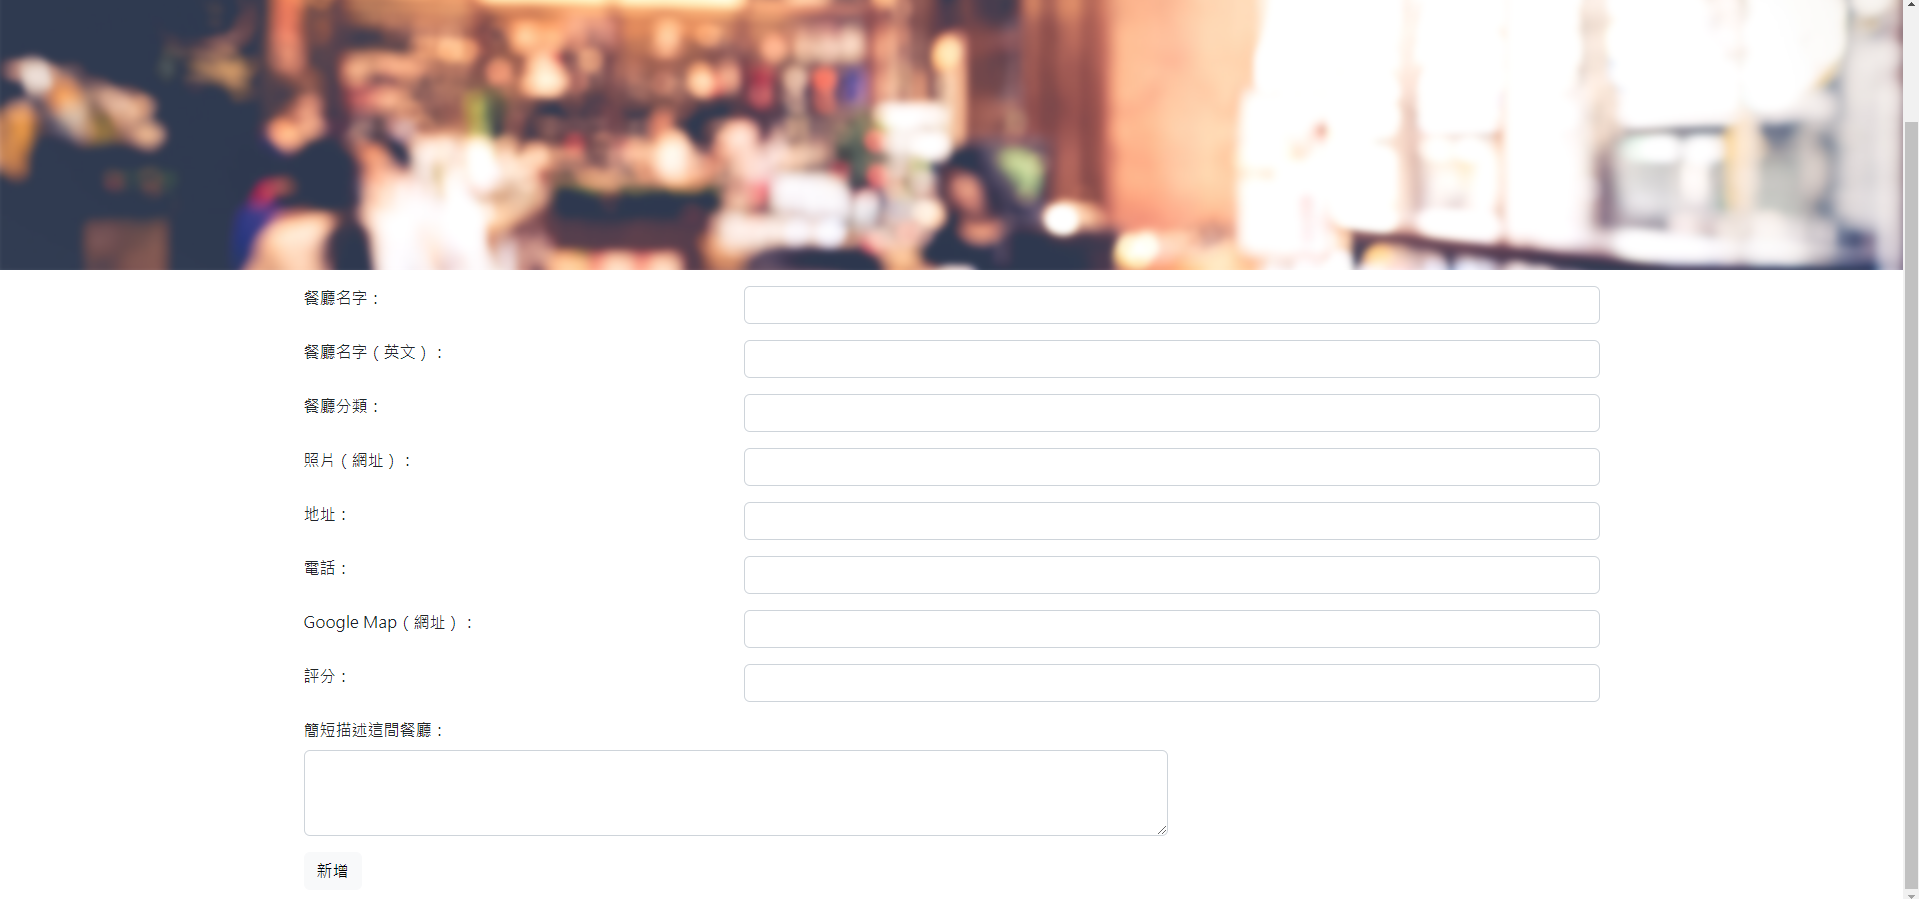 餐廳名字：
餐廳名字（英文）：
餐廳分類：
照片（網址）：
地址：
電話：
Google Map（網址）：
評分：
簡短描述這間餐廳：
新增